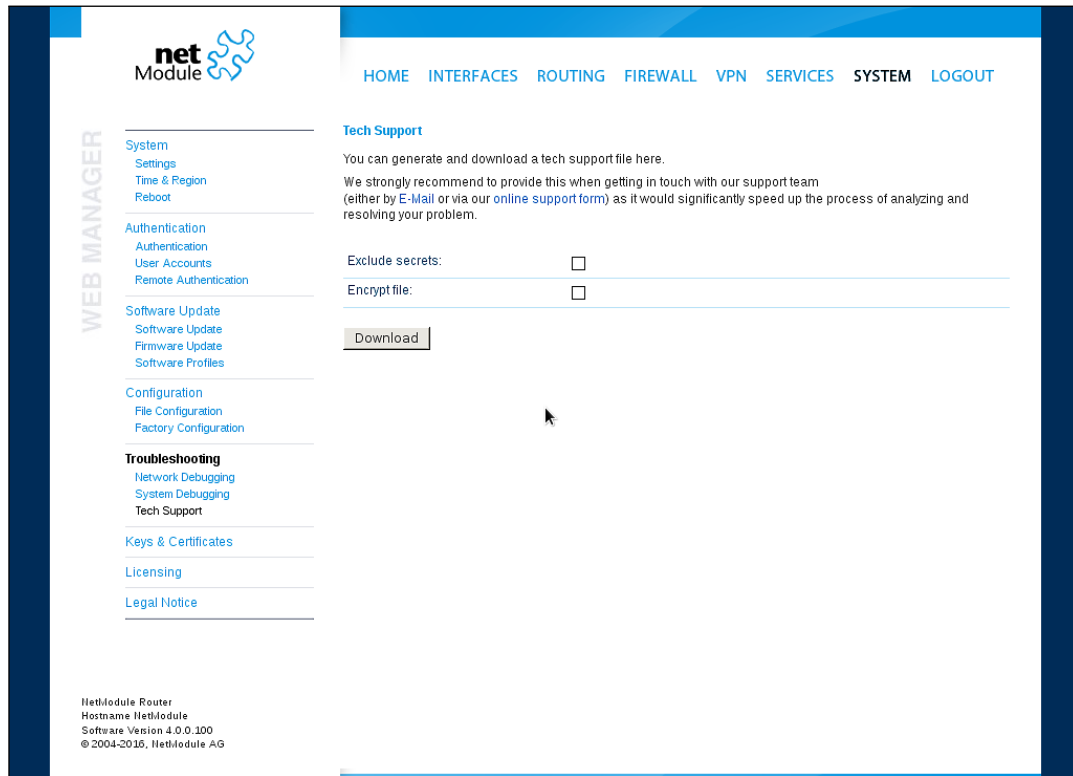 net
Module
HOME INTERFACES ROUTING FIREWALL VPN SERVICES SYSTEM LOGOUT
WEB MANAGER
System
Settings
Time & Region
Reboot
Authentication
Authentication
User Accounts
Remote Authentication
Software Update
Software Update
Firmware Update
Software Profiles
Configuration
File Configuration
Factory Configuration
Troubleshooting
Network Debugging
System Debugging
Tech Support
Keys & Certificates
Licensing
Legal Notice
Tech Support
You can generate and download a tech support file here.
We strongly recommend to provide this when getting in touch with our support team
(either by E-Mail or via our online support form) as it would significantly speed up the process of analyzing and
resolving your problem.
Exclude secrets:
Encrypt file:
Download
NetModule Router
Hostname NetModule
Software Version 4.0.0.100
© 2004-2016, NetModule AG